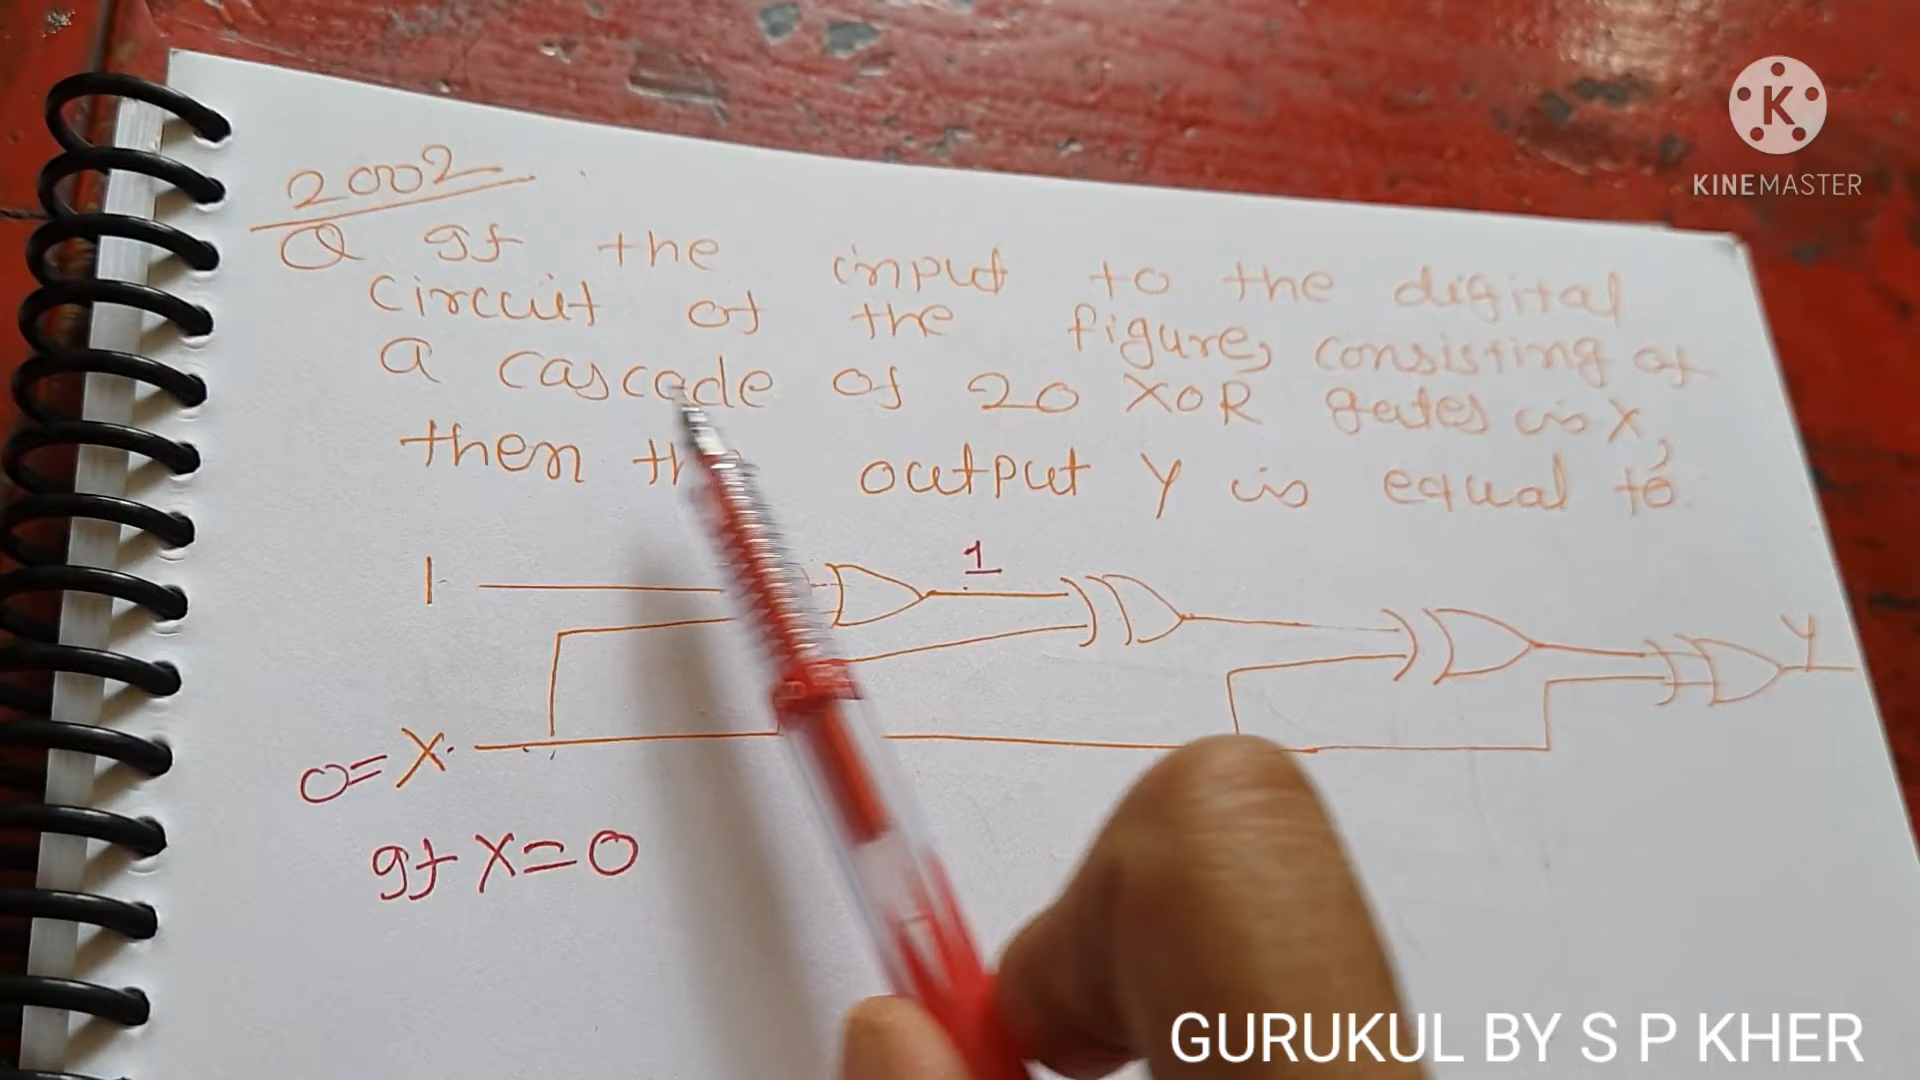 K
KINEMASTER
2002
Q If the input to the digital
circuit of the figure, consisting of
a cascade of 20 XOR gates is X,
then output Y is equal to
1
1
Y
0=X
If X=0
GURUKUL BY S P KHER